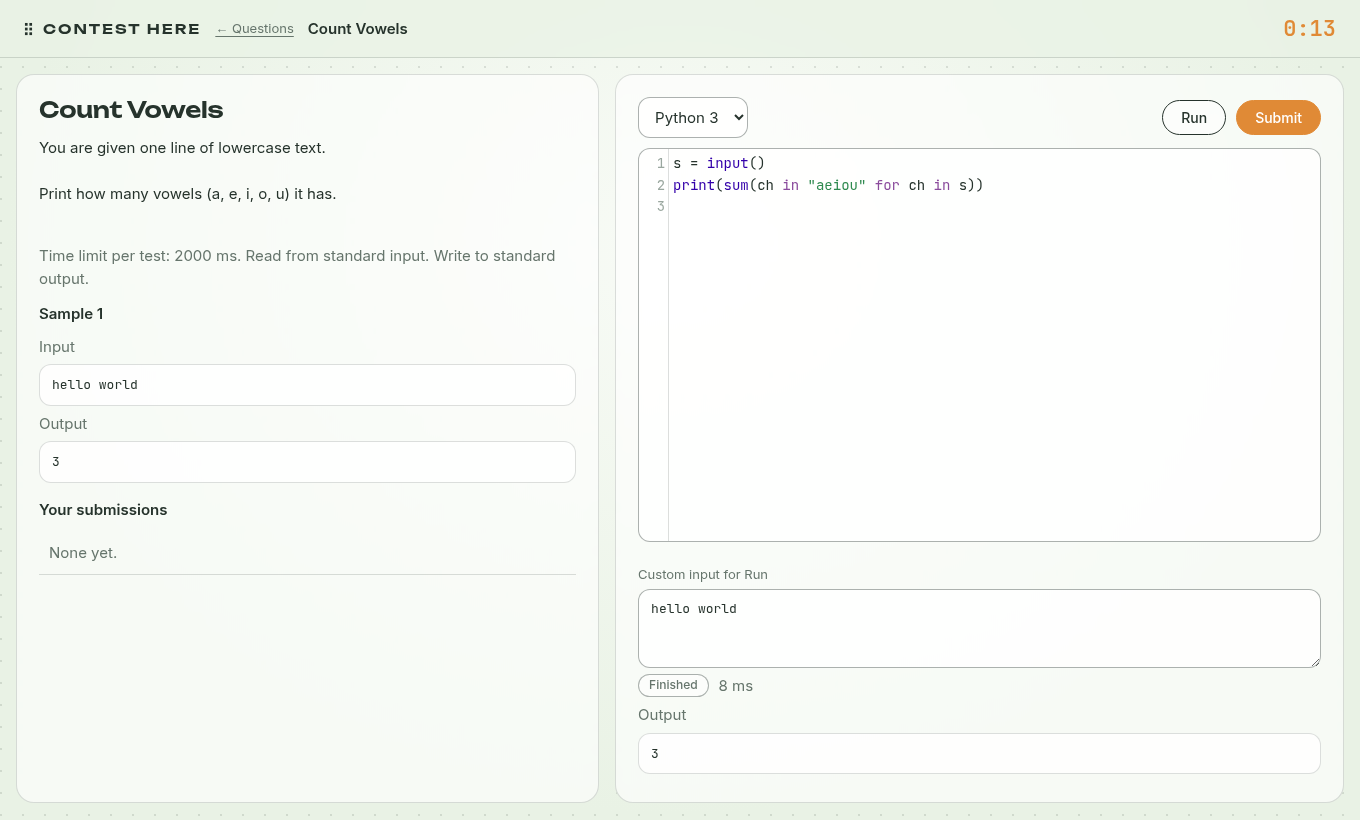 CONTEST HERE ← Questions Count Vowels 0:13
Count Vowels
You are given one line of lowercase text.
Print how many vowels (a, e, i, o, u) it has.
Time limit per test: 2000 ms. Read from standard input. Write to standard
output.
Sample 1
Input
hello world
Output
3
Your submissions
None yet.
Python 3 Run Submit
1 s = input()
2 print(sum(ch in "aeiou" for ch in s))
3
Custom input for Run
hello world
Finished 8 ms
Output
3